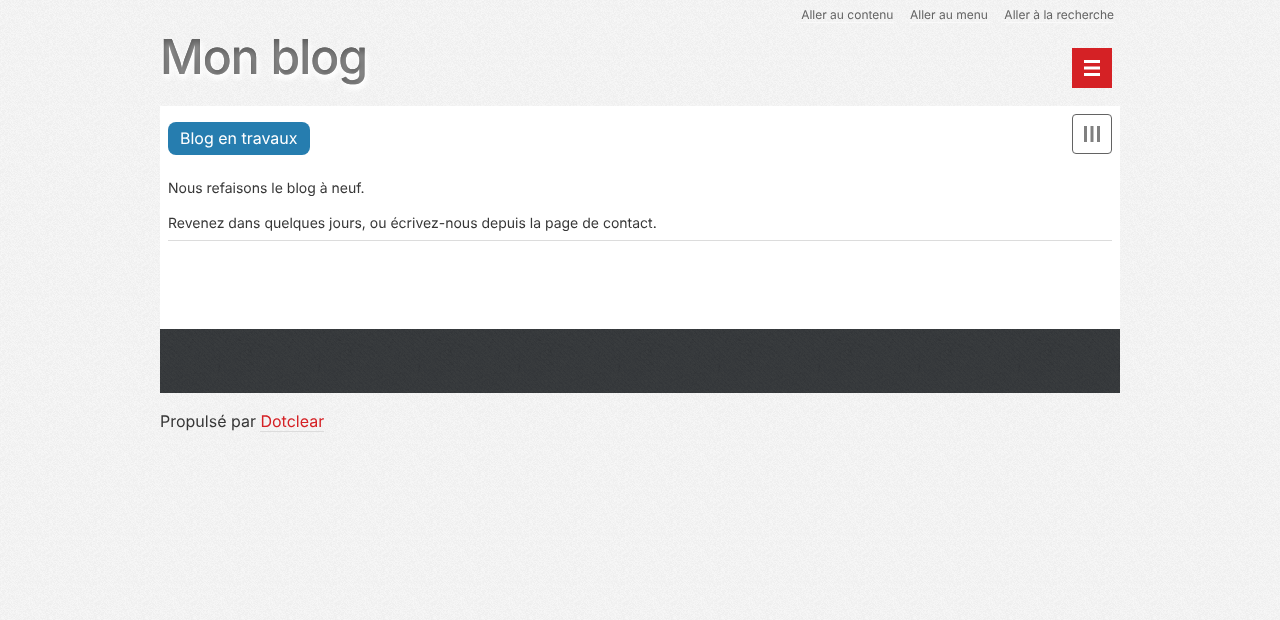 Aller au contenu Aller au menu Aller à la recherche
Mon blog
Blog en travaux
Nous refaisons le blog à neuf.
Revenez dans quelques jours, ou écrivez-nous depuis la page de contact.
Propulsé par Dotclear